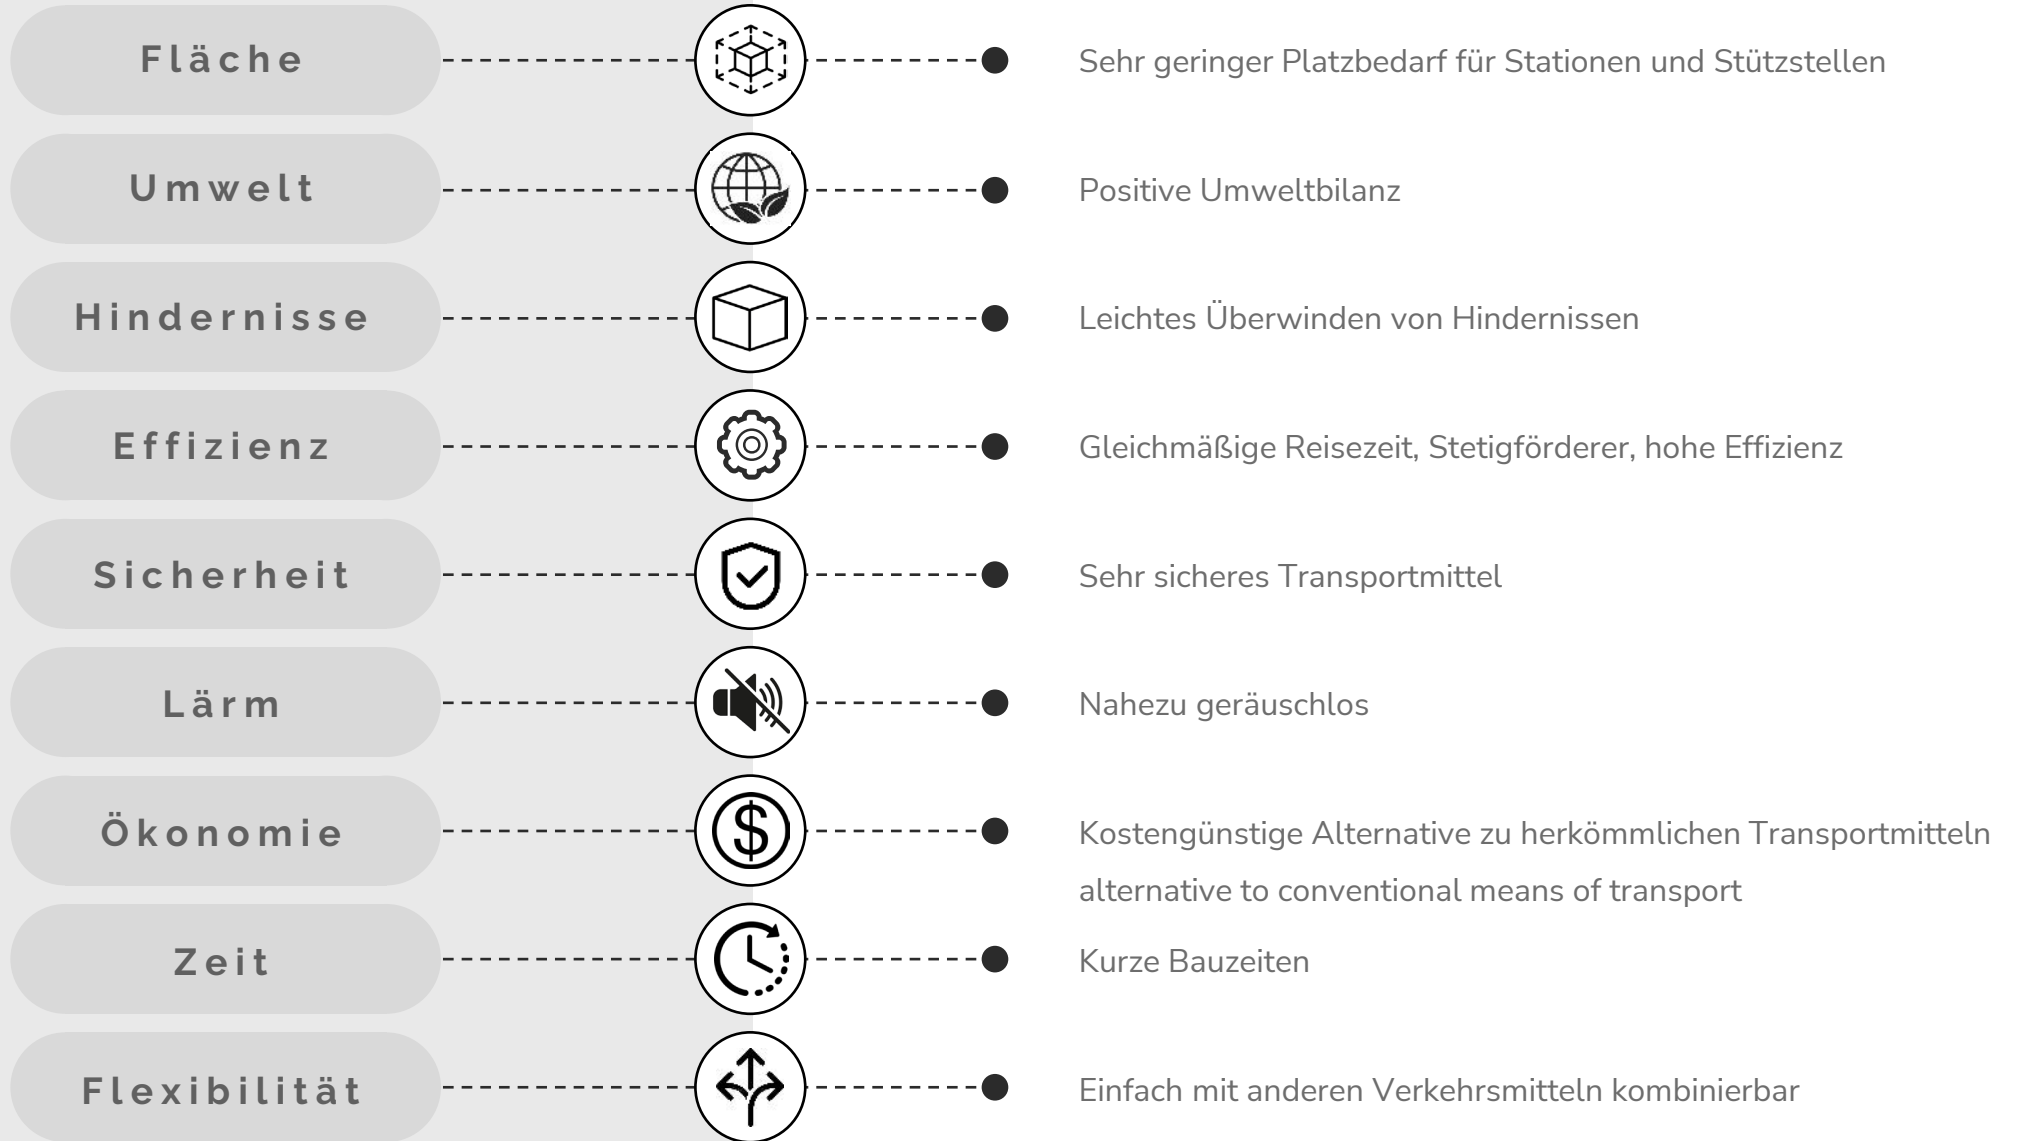 Fläche
Sehr geringer Platzbedarf für Stationen und Stützstellen
Umwelt
Positive Umweltbilanz
Hindernisse
Leichtes Überwinden von Hindernissen
Effizienz
Gleichmäßige Reisezeit, Stetigförderer, hohe Effizienz
Sicherheit
Sehr sicheres Transportmittel
Lärm
Nahezu geräuschlos
Ökonomie
$
Kostengünstige Alternative zu herkömmlichen Transportmitteln
alternative to conventional means of transport
Zeit
Kurze Bauzeiten
Flexibilität
Einfach mit anderen Verkehrsmitteln kombinierbar